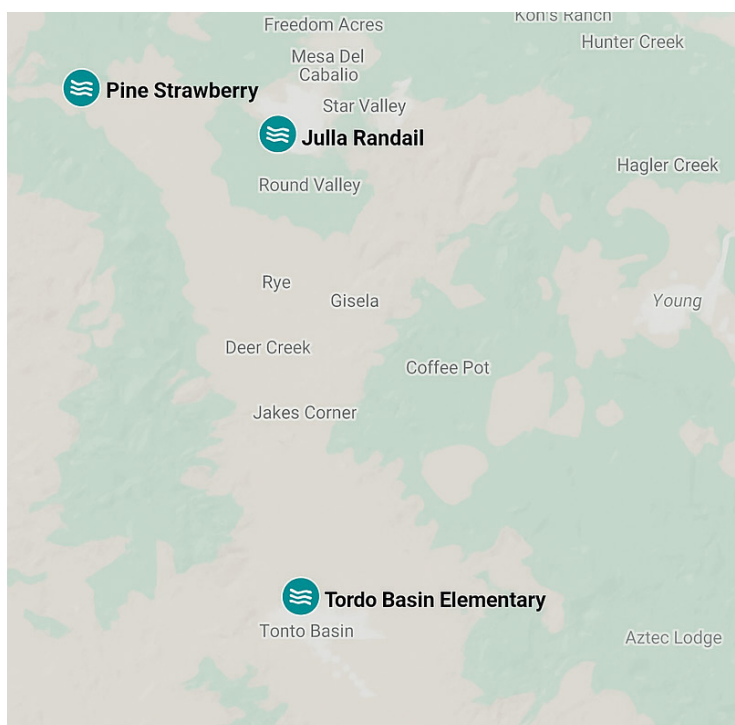 Kon's Ranch
Freedom Acres
Hunter Creek
Mesa Del
Cabalio
Pine Strawberry
Star Valley
Julla Randail
Hagler Creek
Round Valley
Rye
Gisela
Young
Deer Creek
Coffee Pot
Jakes Corner
Tordo Basin Elementary
Tonto Basin
Aztec Lodge